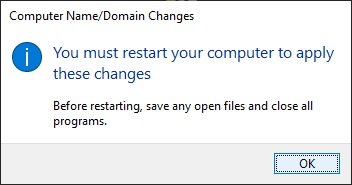 Computer Name/Domain Changes
You must restart your computer to apply
these changes
Before restarting, save any open files and close all
programs.
OK